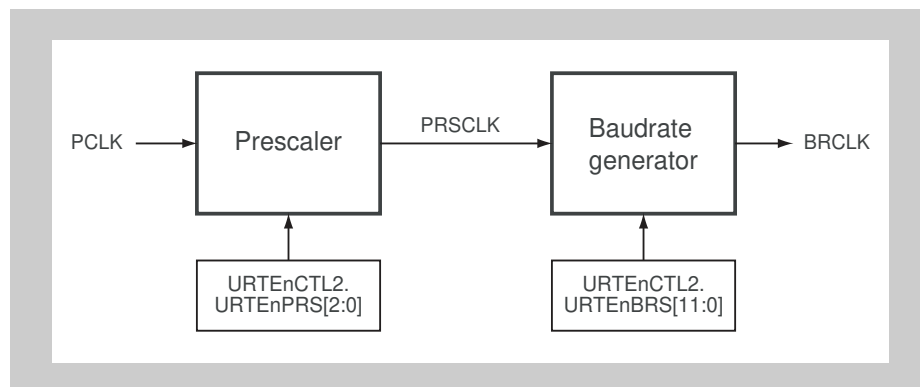 PCLK
Prescaler
PRSCLK
Baudrate
generator
BRCLK
URTEnCTL2.
URTEnPRS[2:0]
URTEnCTL2.
URTEnBRS[11:0]